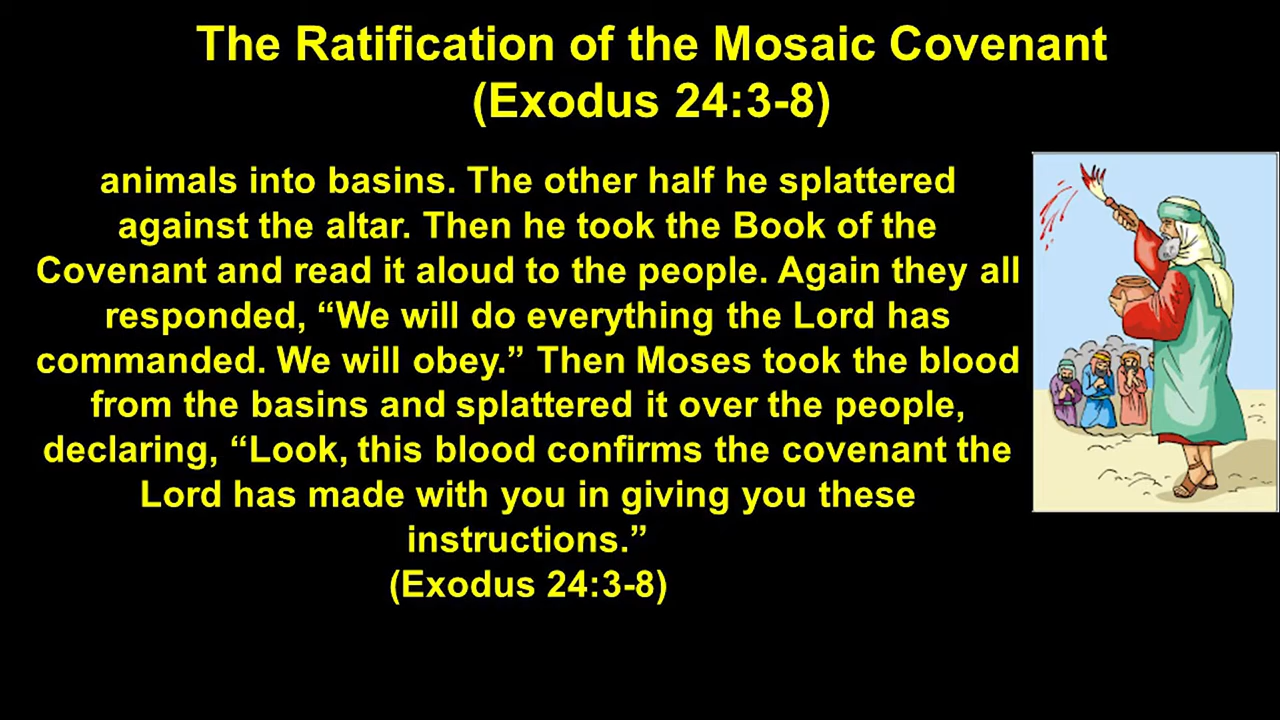 The Ratification of the Mosaic Covenant
(Exodus 24:3-8)
animals into basins. The other half he splattered
against the altar. Then he took the Book of the
Covenant and read it aloud to the people. Again they all
responded, “We will do everything the Lord has
commanded. We will obey.” Then Moses took the blood
from the basins and splattered it over the people,
declaring, “Look, this blood confirms the covenant the
Lord has made with you in giving you these
instructions.”
(Exodus 24:3-8)